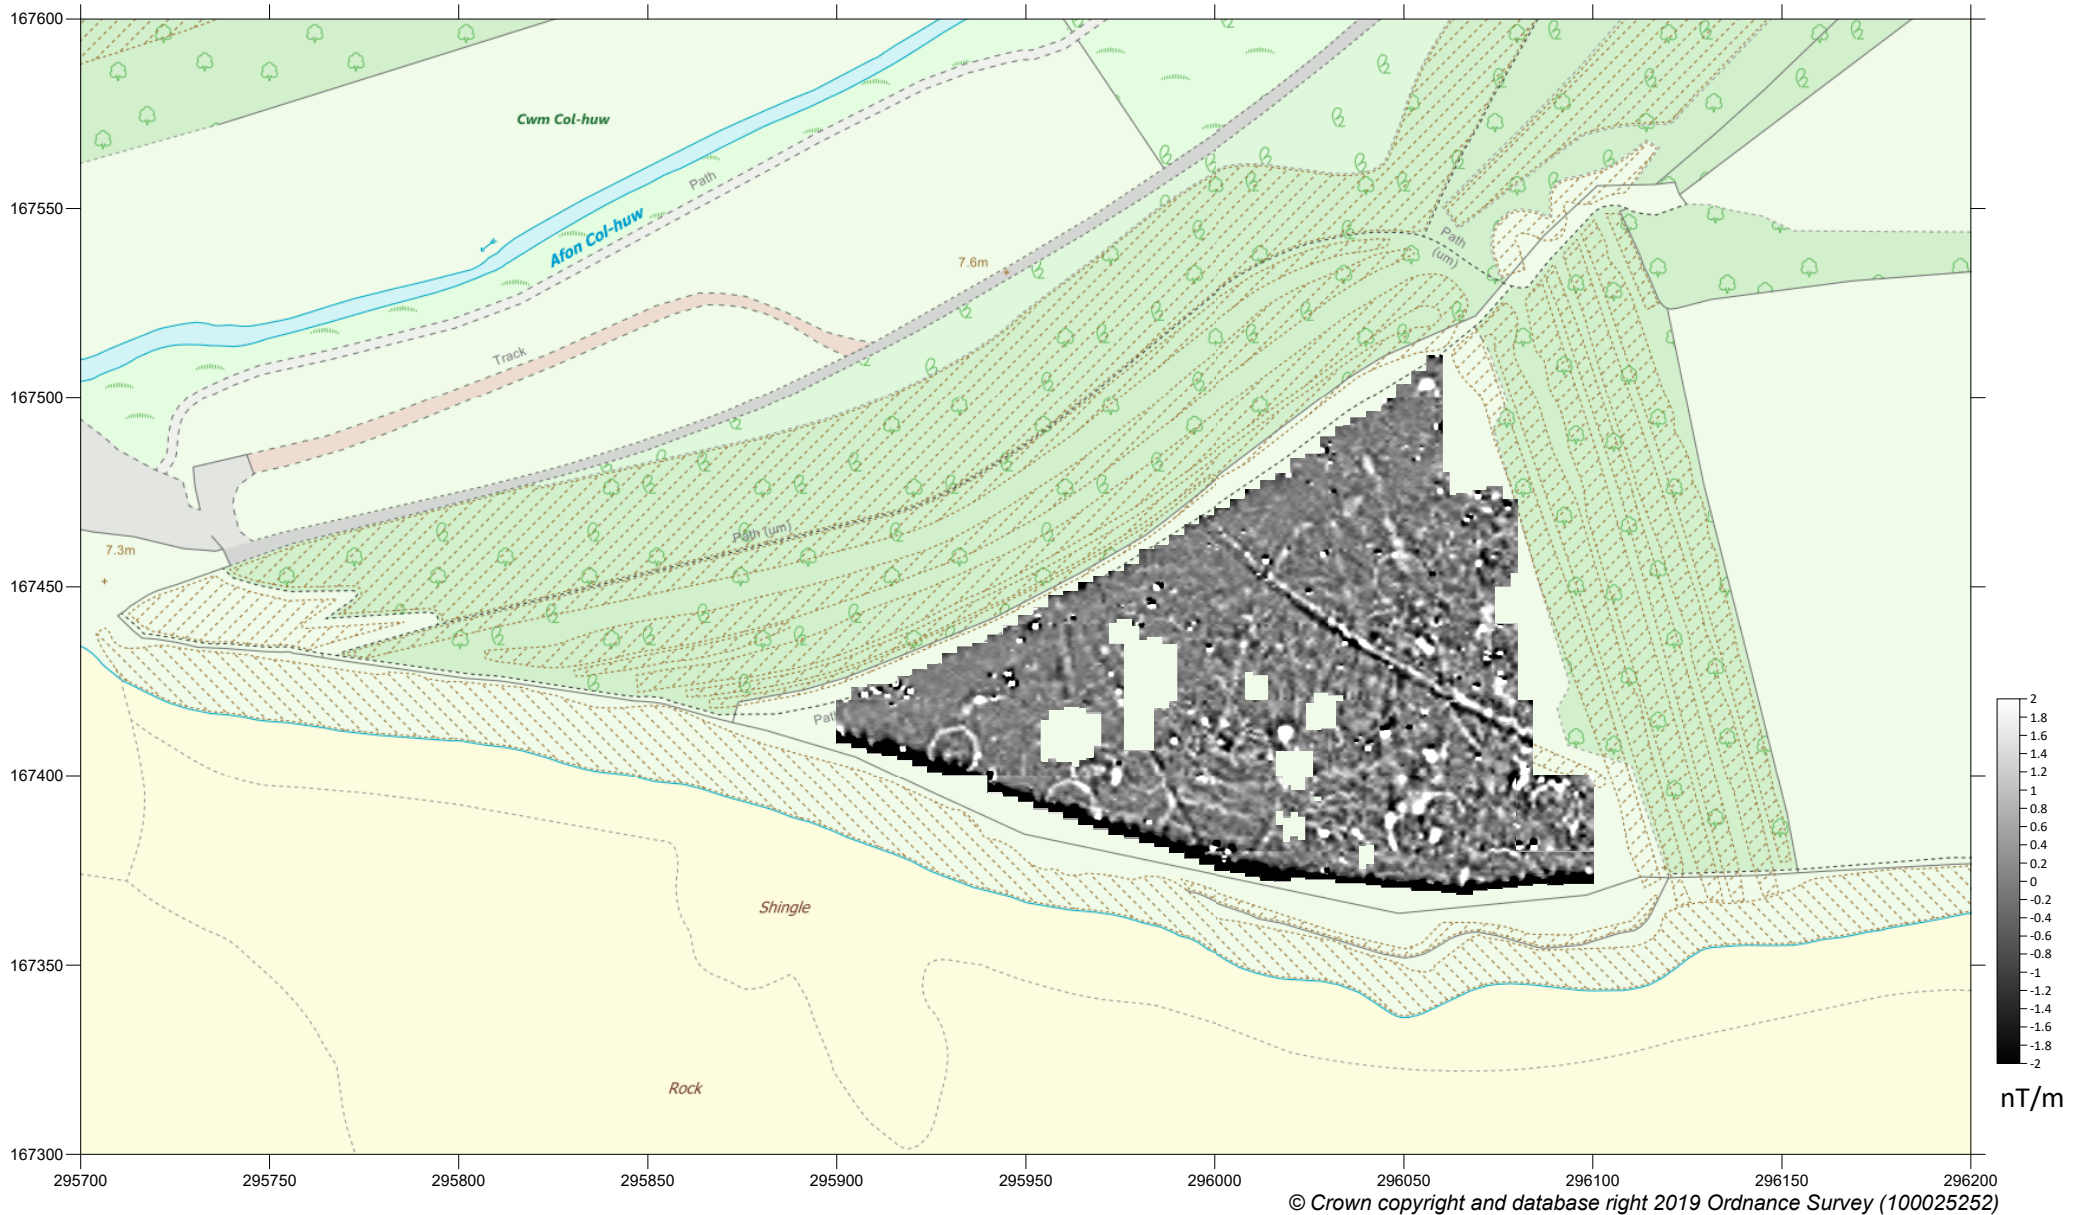 167600
167550
167500
167450
167400
167350
167300
295700
295750
295800
295850
295900
295950
296000
296050
296100
296150
296200
Cwm Col-huw
Path
Afon Col-huw
Track
7.6m
7.3m
Path
(um)
Path (um)
Path
Shingle
Rock
2
1.8
1.6
1.4
1.2
1
0.8
0.6
0.4
0.2
0
-0.2
-0.4
-0.6
-0.8
-1
-1.2
-1.4
-1.6
-1.8
-2
nT/m
© Crown copyright and database right 2019 Ordnance Survey (100025252)